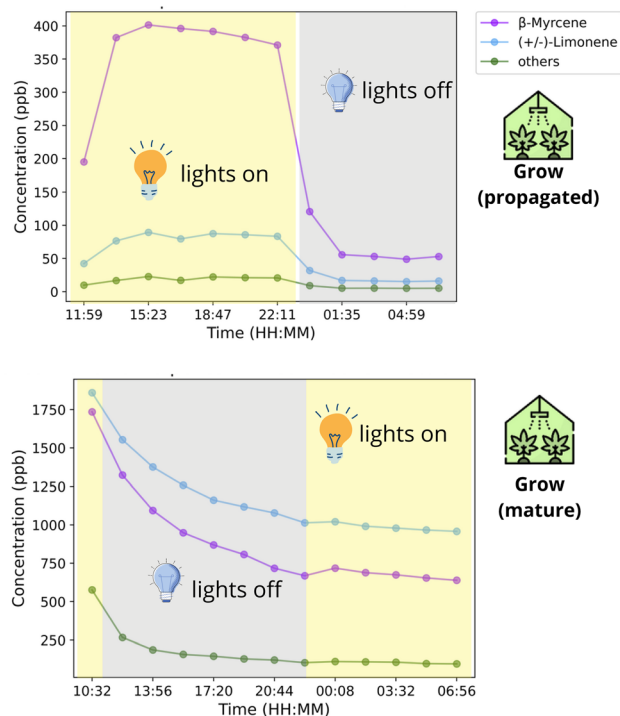 β-Myrcene
(+/-)-Limonene
others
400
350
300
250
200
150
100
50
0
Concentration (ppb)
lights on
lights off
11:59 15:23 18:47 22:11 01:35 04:59
Time (HH:MM)
Grow
(propagated)
1750
1500
1250
1000
750
500
250
Concentration (ppb)
lights off
lights on
10:32 13:56 17:20 20:44 00:08 03:32 06:56
Time (HH:MM)
Grow
(mature)